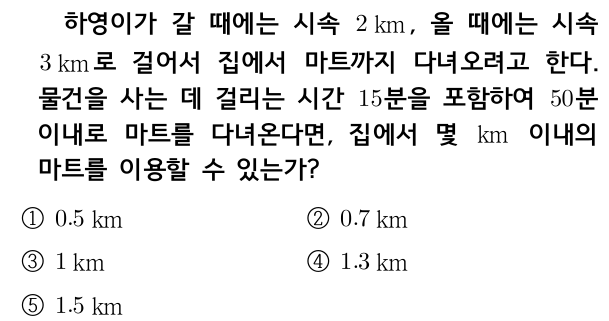 하영이가 갈 때에는 시속 2 km, 올 때에는 시속
3 km로 걸어서 집에서 마트까지 다녀오려고 한다.
물건을 사는 데 걸리는 시간 15분을 포함하여 50분
이내로 마트를 다녀온다면, 집에서 몇 km 이내의
마트를 이용할 수 있는가?
① 0.5 km ② 0.7 km
③ 1 km ④ 1.3 km
⑤ 1.5 km